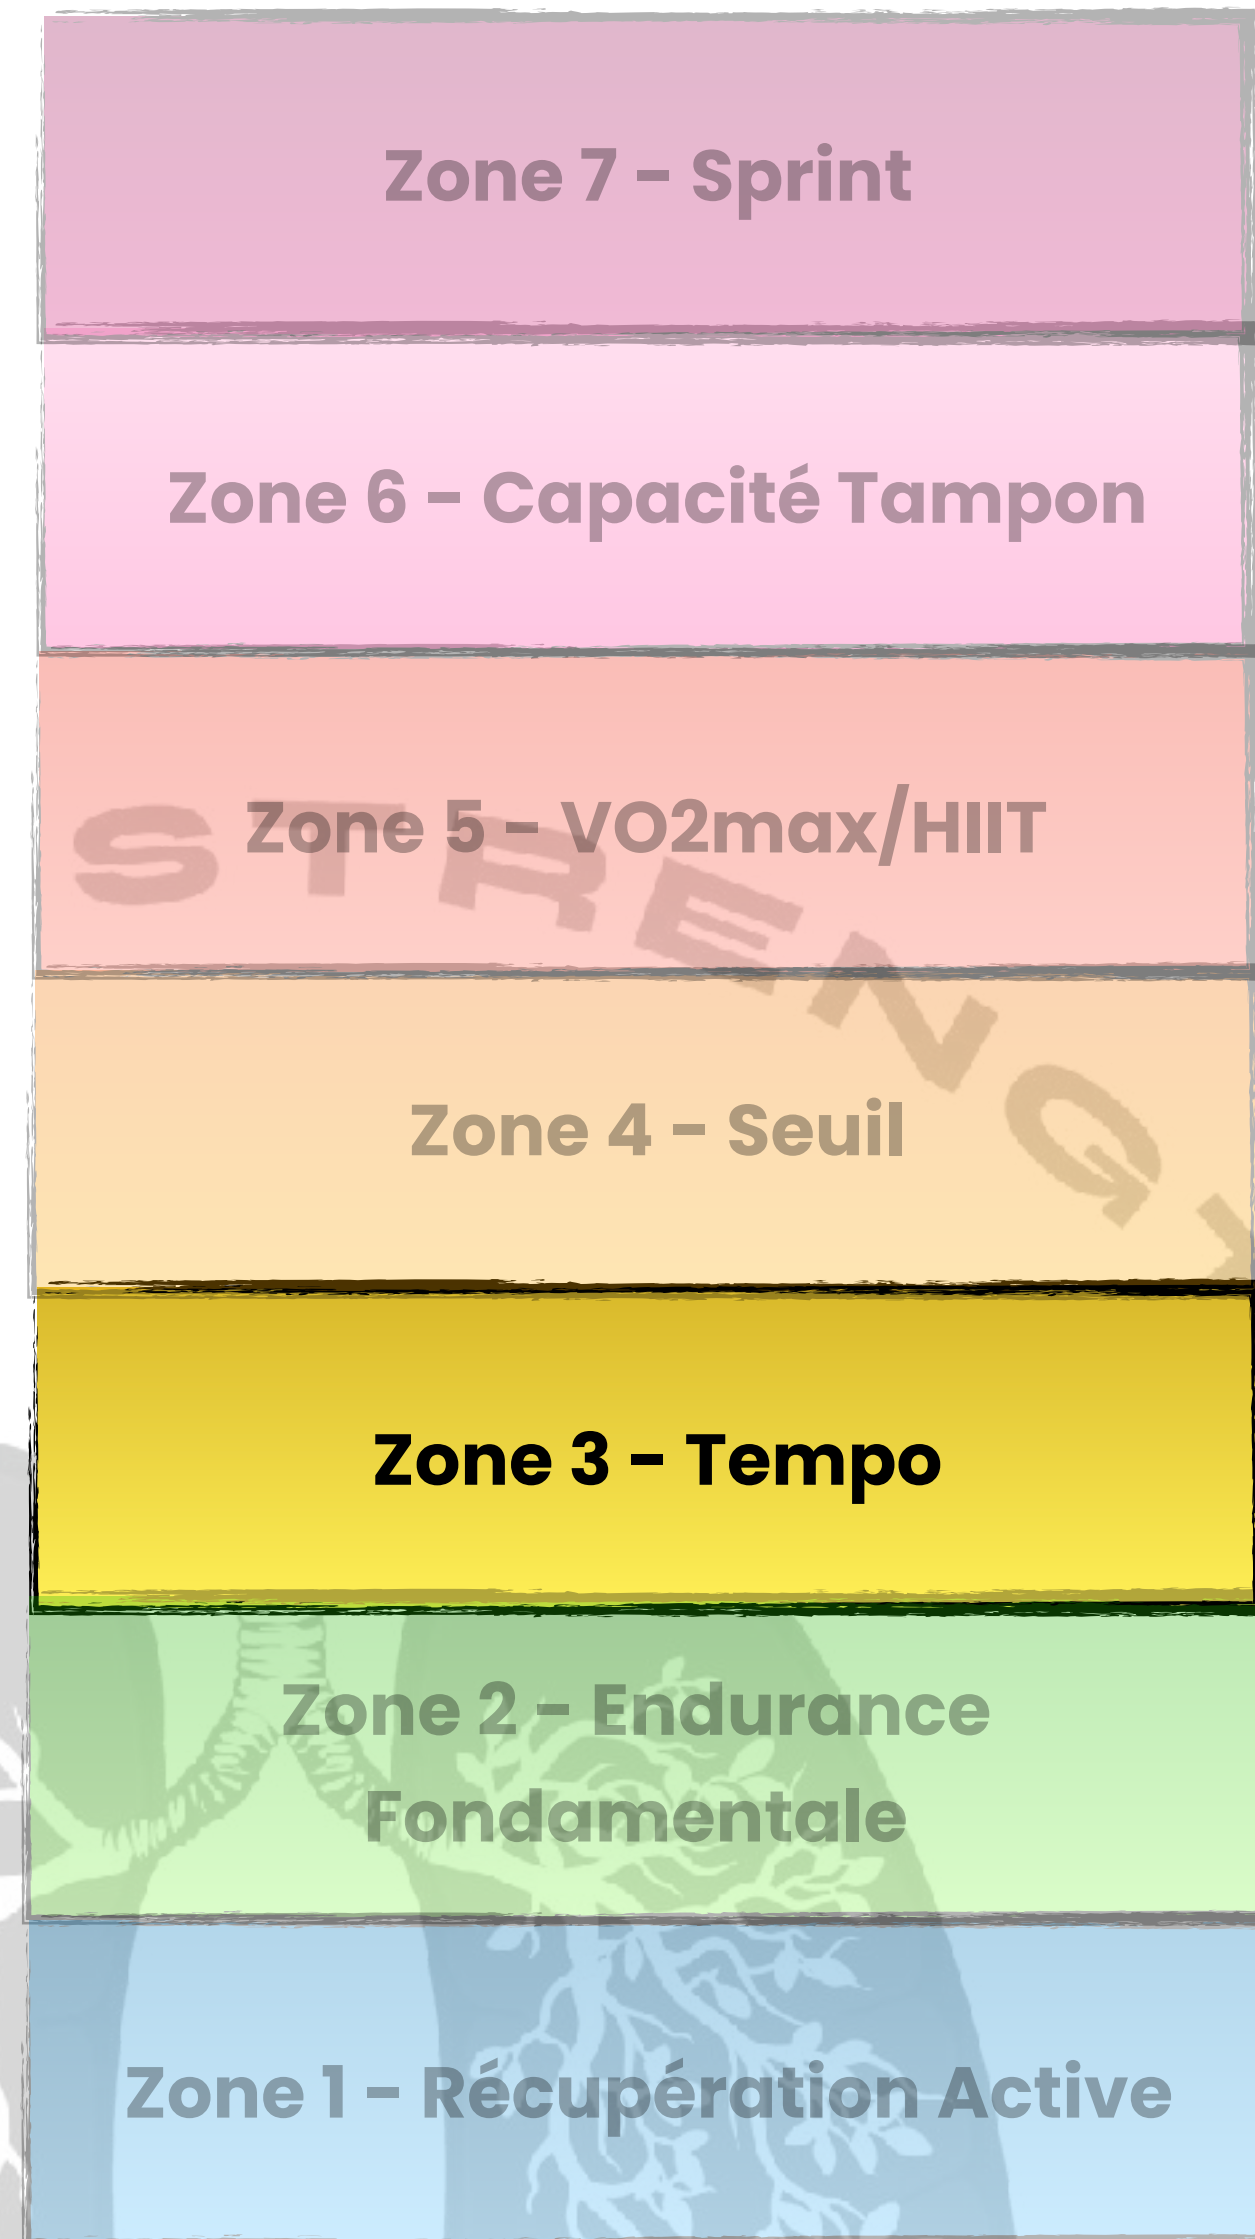 Zone 7 - Sprint
Zone 6 - Capacité Tampon
Zone 5 - VO2max/HIIT
STRENGT
Zone 4 - Seuil
Zone 3 - Tempo
Zone 2 - Endurance
Fondamentale
Zone 1 - Récupération Active